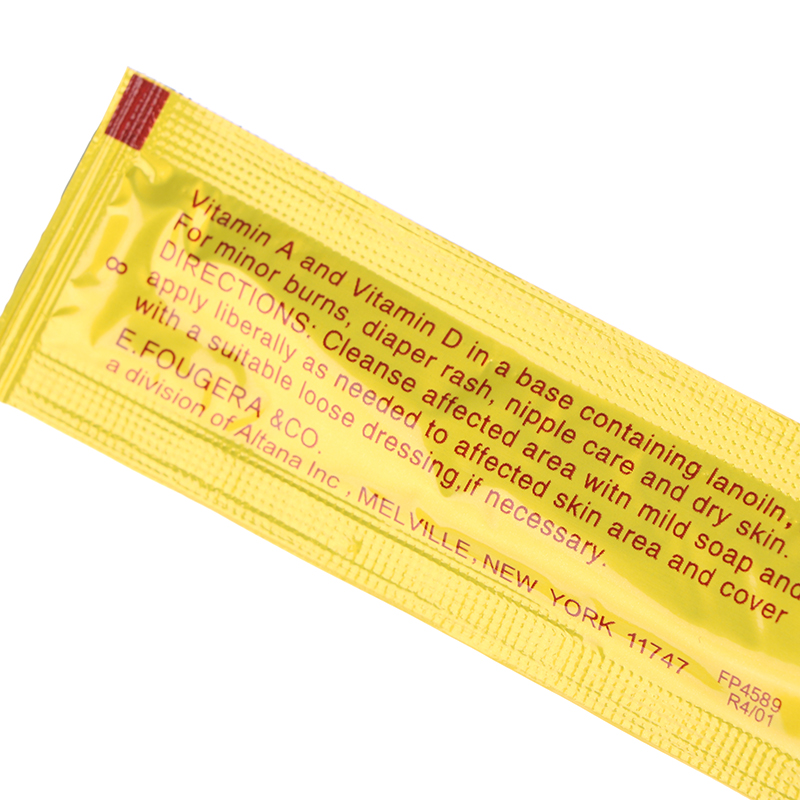 Vitamin A and Vitamin D in a base containing lanoiln,
For minor burns, diaper rash, nipple care and dry skin.
DIRECTIONS: Cleanse affected area witn mild soap and
apply liberally as needed to affected skin area and cover
with a suitable loose dressing,if necessary.
8
E.FOUGERA &CO.
a division of Altana Inc , MELVILLE, NEW YORK 11747
FP4589
R4/01